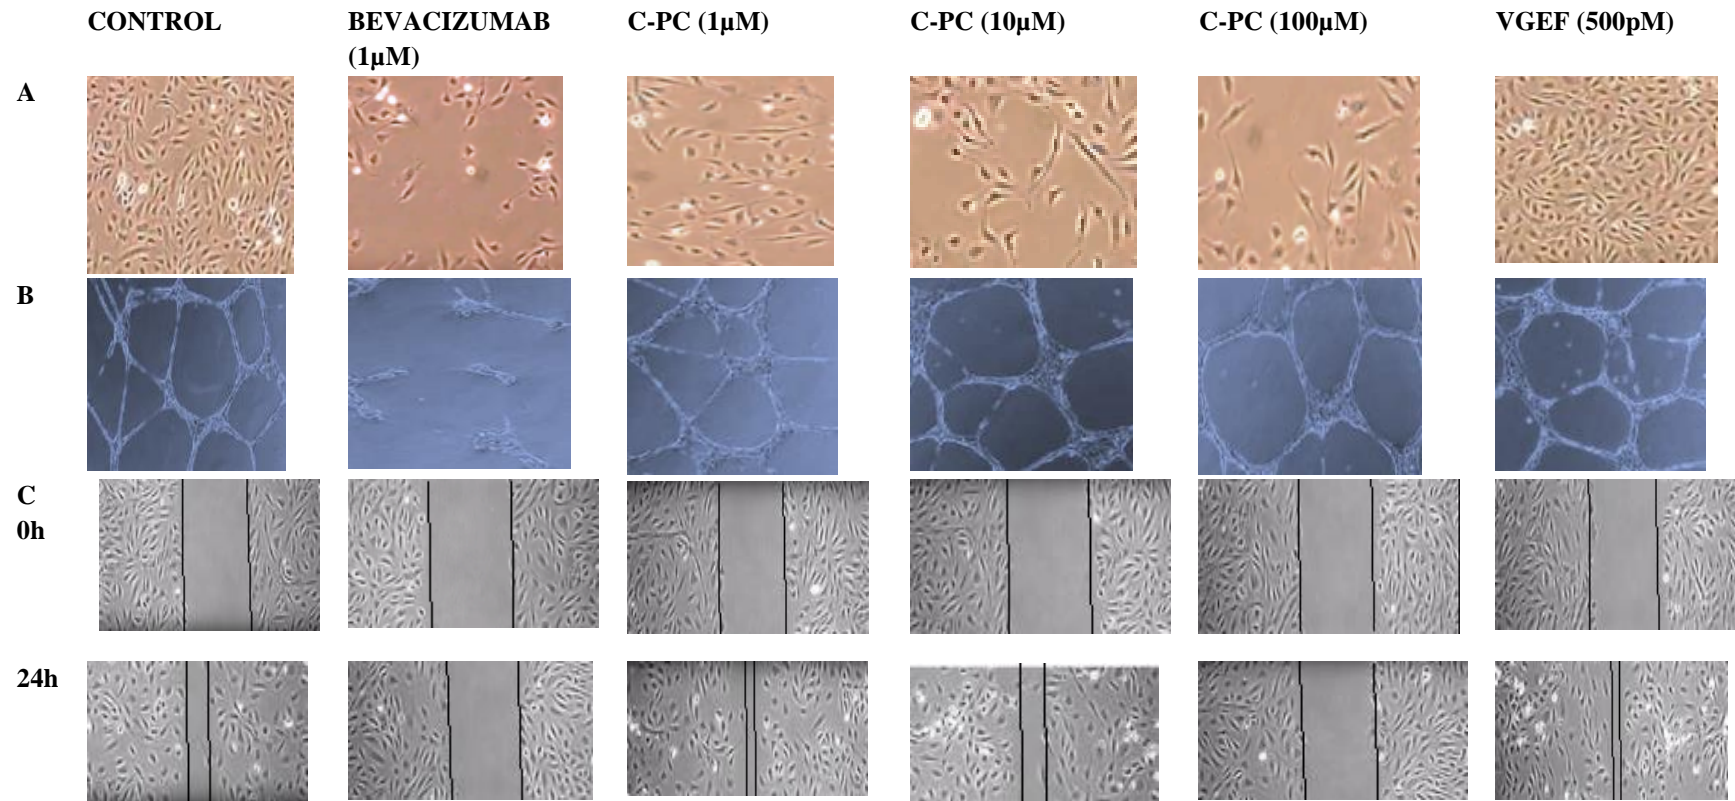 CONTROL
BEVACIZUMAB
(1µM)
C-PC (1µM)
C-PC (10µM)
C-PC (100µM)
VGEF (500pM)
A
B
C
0h
24h